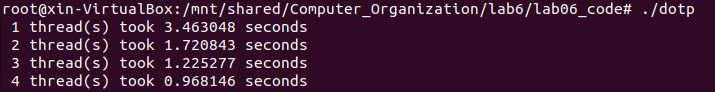 root@xin-VirtualBox:/mnt/shared/Computer_Organization/lab6/lab06_code# ./dotp
1 thread(s) took 3.463048 seconds
2 thread(s) took 1.720843 seconds
3 thread(s) took 1.225277 seconds
4 thread(s) took 0.968146 seconds